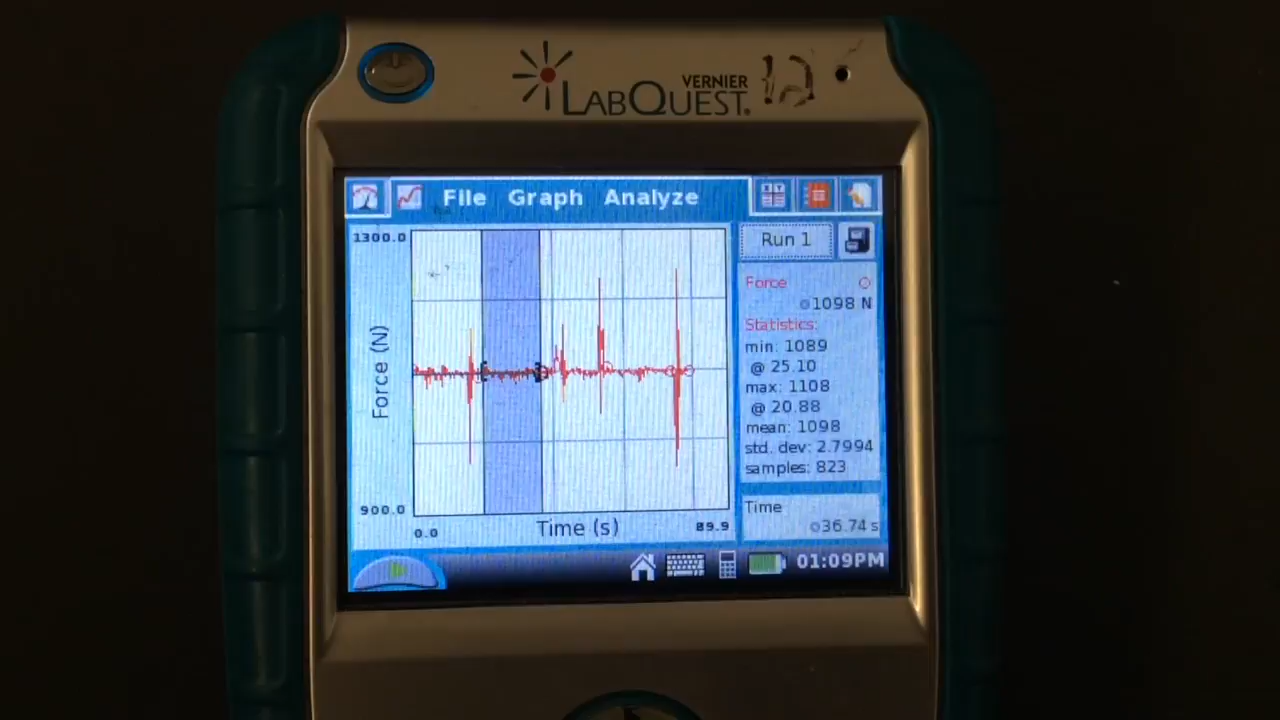 VERNIER
LABQUEST® 12
File Graph Analyze
1300.0
Run 1
Force
1098 N
Statistics:
min: 1089
@ 25.10
max: 1108
@ 20.88
mean: 1098
std. dev: 2.7994
samples: 823
Force (N)
900.0
0.0
Time (s)
89.9
Time
36.74 s
01:09PM